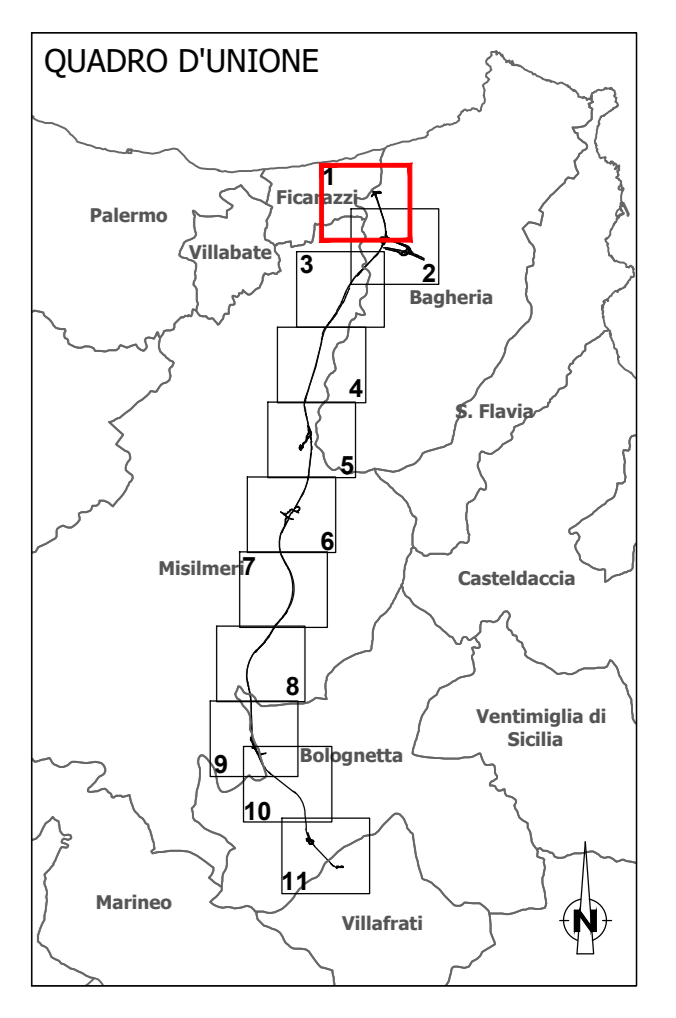 QUADRO D'UNIONE
1
Ficarazzi
Palermo
Villabate
3
2
Bagheria
4
S. Flavia
5
6
Misilmeri
7
Casteldaccia
8
Ventimiglia di
Sicilia
Bolognetta
9
10
11
Marineo
Villafrati
N